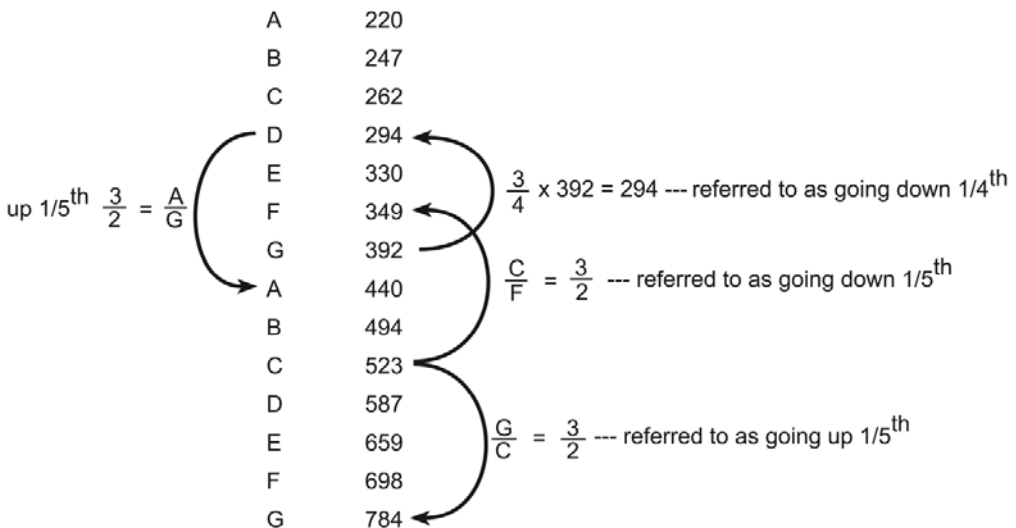 A 220
B 247
C 262
D 294
E 330
3/4 x 392 = 294 --- referred to as going down 1/4th
up 1/5th 3/2 = A/G
F 349
G 392
C/F = 3/2 --- referred to as going down 1/5th
A 440
B 494
C 523
D 587
G/C = 3/2 --- referred to as going up 1/5th
E 659
F 698
G 784